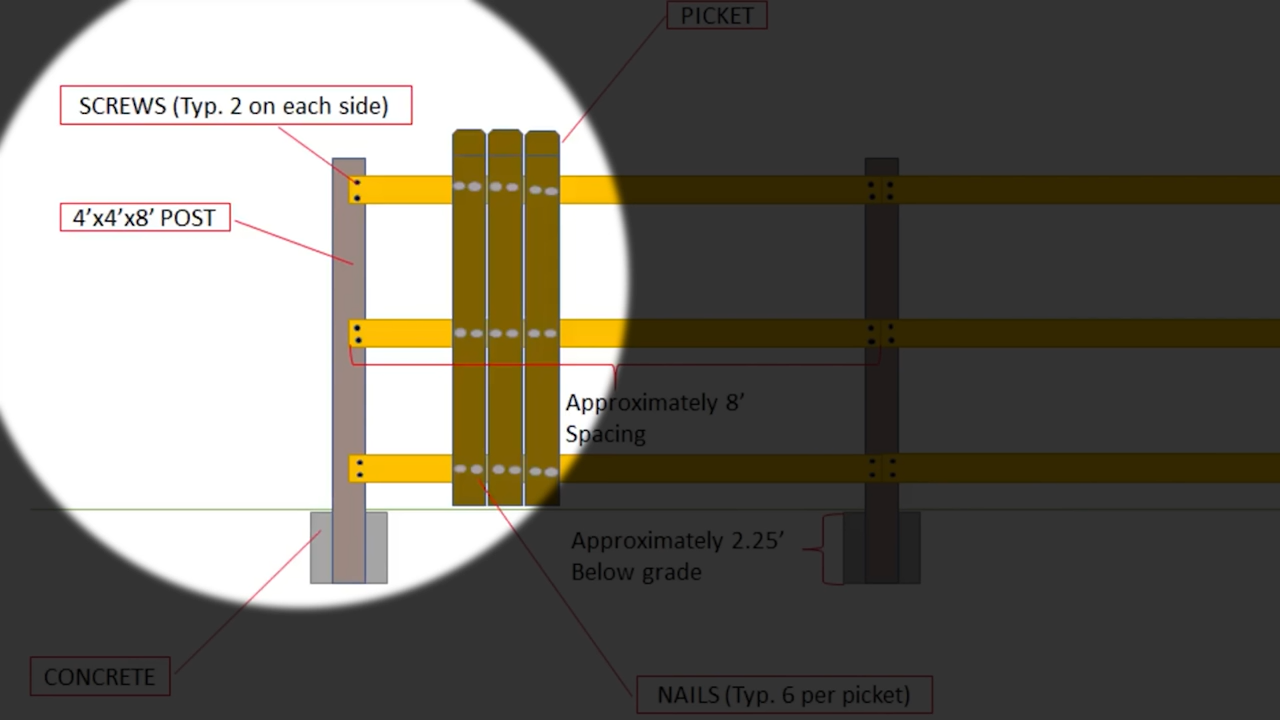 PICKET
SCREWS (Typ. 2 on each side)
4’x4’x8’ POST
Approximately 8’
Spacing
Approximately 2.25’
Below grade
CONCRETE
NAILS (Typ. 6 per picket)